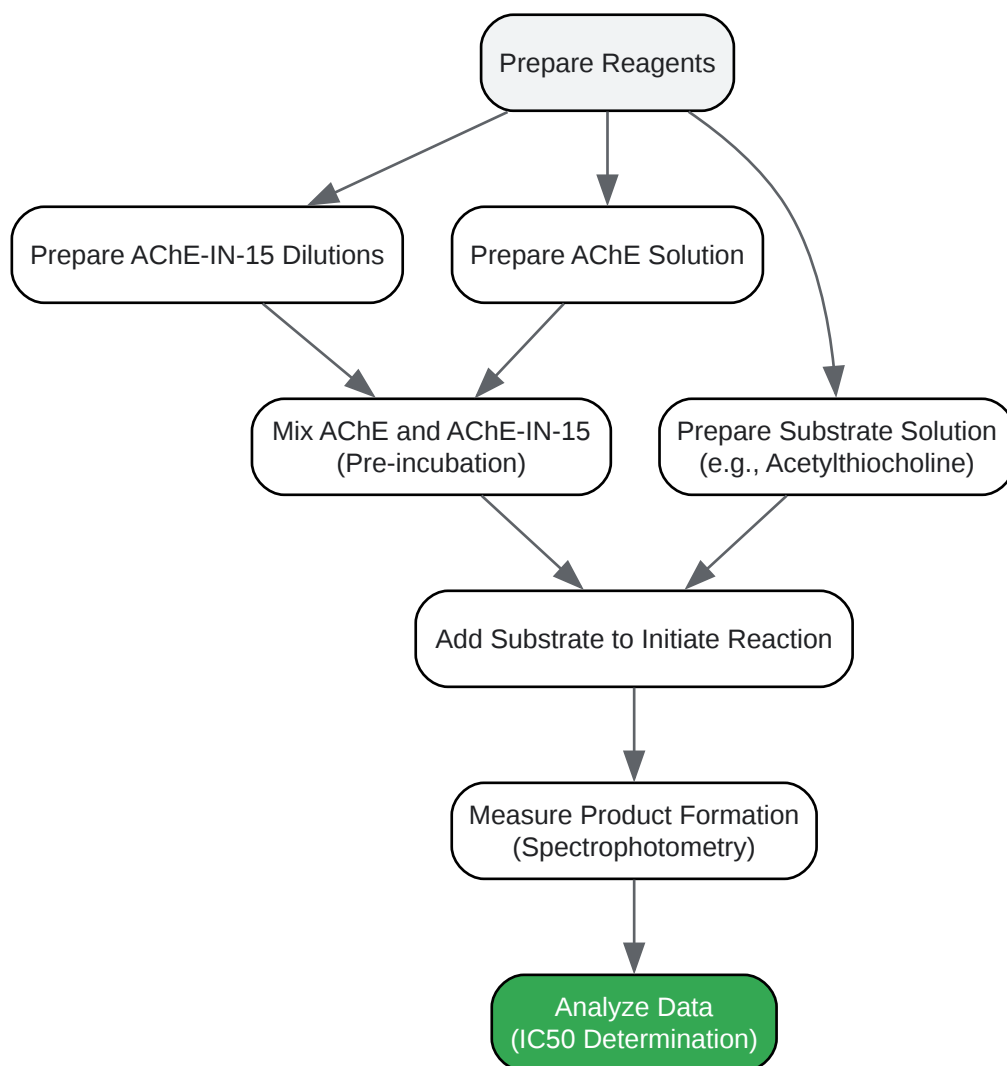 Prepare Reagents
Prepare AChE-IN-15 Dilutions
Prepare AChE Solution
Mix AChE and AChE-IN-15
(Pre-incubation)
Prepare Substrate Solution
(e.g., Acetylthiocholine)
Add Substrate to Initiate Reaction
Measure Product Formation
(Spectrophotometry)
Analyze Data
(IC50 Determination)